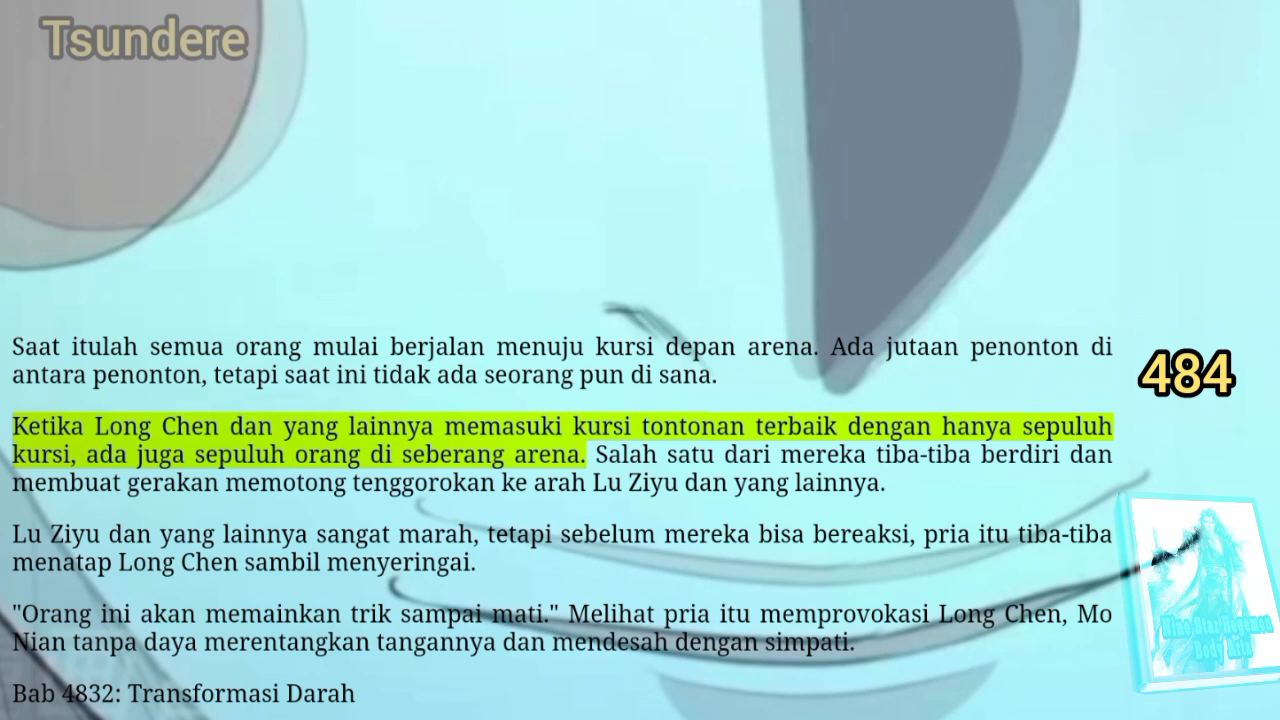 Tsundere
Saat itulah semua orang mulai berjalan menuju kursi depan arena. Ada jutaan penonton di
antara penonton, tetapi saat ini tidak ada seorang pun di sana.
484
Ketika Long Chen dan yang lainnya memasuki kursi tontonan terbaik dengan hanya sepuluh
kursi, ada juga sepuluh orang di seberang arena. Salah satu dari mereka tiba-tiba berdiri dan
membuat gerakan memotong tenggorokan ke arah Lu Ziyu dan yang lainnya.
Lu Ziyu dan yang lainnya sangat marah, tetapi sebelum mereka bisa bereaksi, pria itu tiba-tiba
menatap Long Chen sambil menyeringai.
"Orang ini akan memainkan trik sampai mati." Melihat pria itu memprovokasi Long Chen, Mo
Nian tanpa daya merentangkan tangannya dan mendesah dengan simpati.
Nine Star Hegemon
Body Arts
Bab 4832: Transformasi Darah